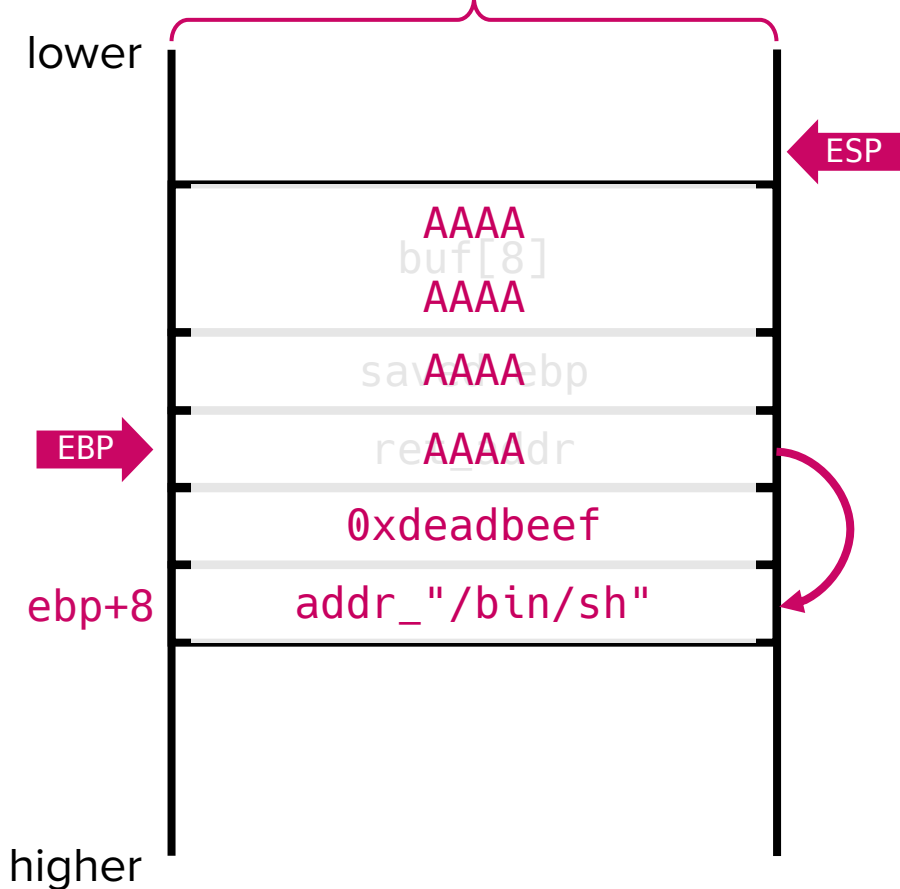 lower
ESP
AAAA
buf[8]
AAAA
AAAA
EBP
AAAA
0xdeadbeef
ebp+8
addr_"/bin/sh"
higher